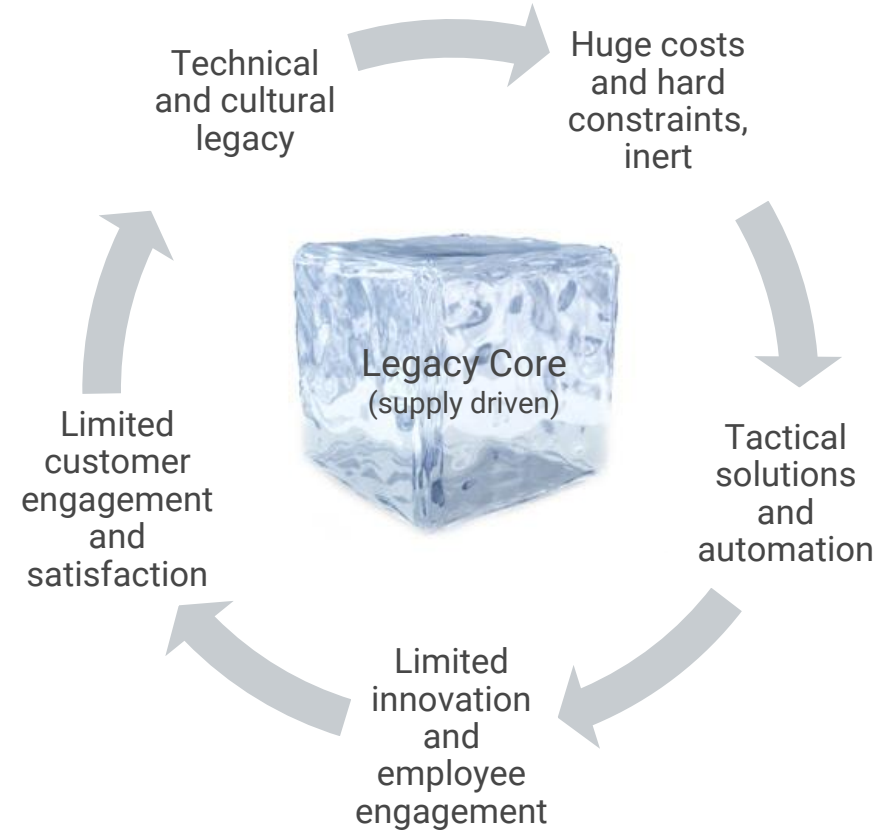 Technical
and cultural
legacy
Huge costs
and hard
constraints,
inert
Legacy Core
(supply driven)
Tactical
solutions
and
automation
Limited
innovation
and
employee
engagement
Limited
customer
engagement
and
satisfaction